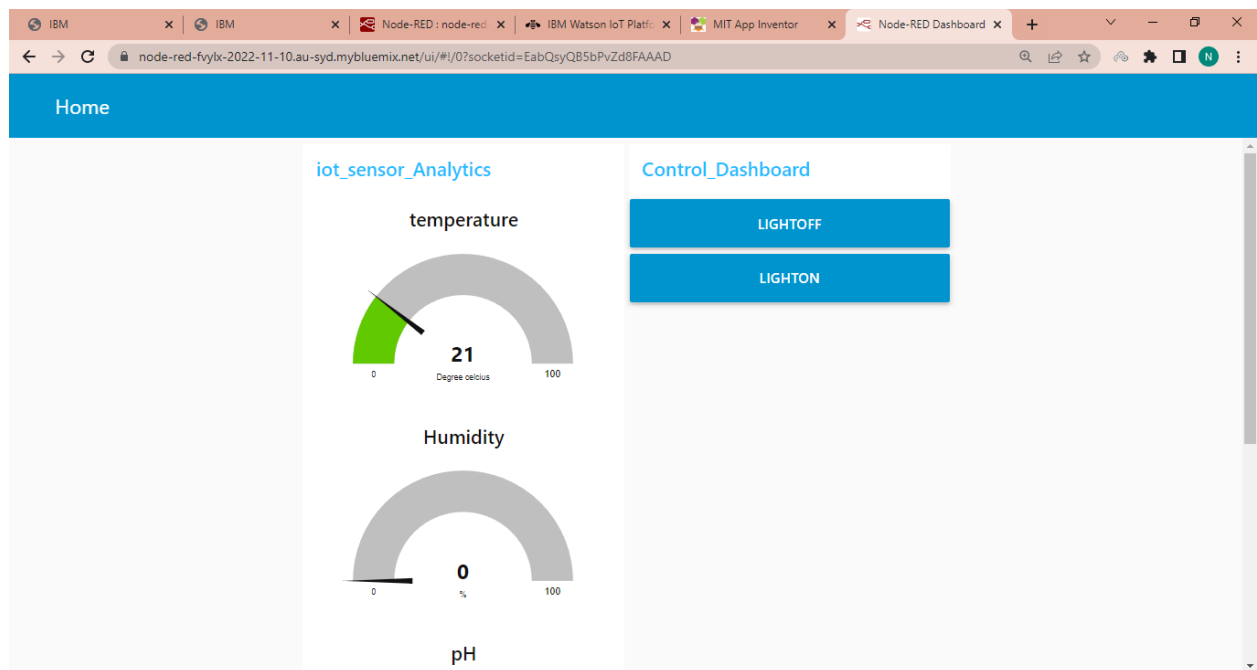 IBM
IBM
Node-RED : node-red
IBM Watson IoT Platfo
MIT App Inventor
Node-RED Dashboard
node-red-fvylx-2022-11-10.au-syd.mybluemix.net/ui/#!/0?socketid=EabQsyQB5bPvZd8FAAAD
N
Home
iot_sensor_Analytics
temperature
21
Degree celcius
0
100
Humidity
0
%
0
100
pH
Control_Dashboard
LIGHTOFF
LIGHTON